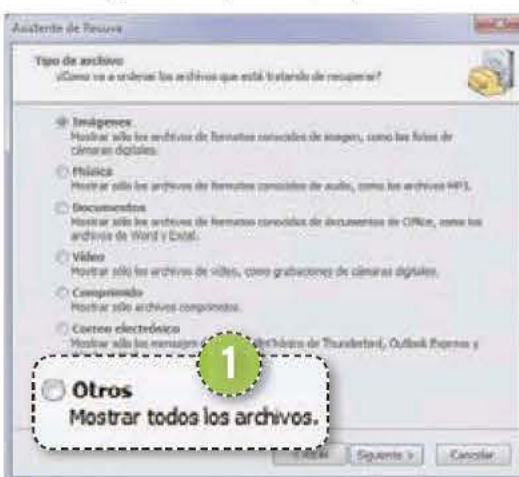 Asistente de Recuva
Tipo de archivo
¿Cómo va a ordenar los archivos que está tratando de recuperar?
Imágenes
Mostrar sólo los archivos de formatos conocidos de imagen, como las fotos de
cámaras digitales.
Música
Mostrar sólo los archivos de formatos conocidos de audio, como los archivos MP3.
Documentos
Mostrar sólo los archivos de formatos conocidos de documentos de Office, como los
archivos de Word y Excel.
Vídeo
Mostrar sólo los archivos de vídeo, como grabaciones de cámaras digitales.
Comprimido
Mostrar sólo archivos comprimidos.
Correo electrónico
Mostrar sólo los mensajes de Thunderbird, Outlook Express y
1
Otros
Mostrar todos los archivos.
Siguiente >
Cancelar